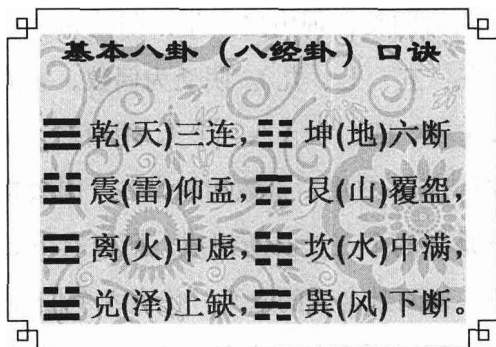 基本八卦(八经卦)口诀
☰ 乾(天)三连,☷ 坤(地)六断
☳ 震(雷)仰盂,☶ 艮(山)覆盌,
☲ 离(火)中虚,☵ 坎(水)中满,
☱ 兑(泽)上缺,☴ 巽(风)下断。